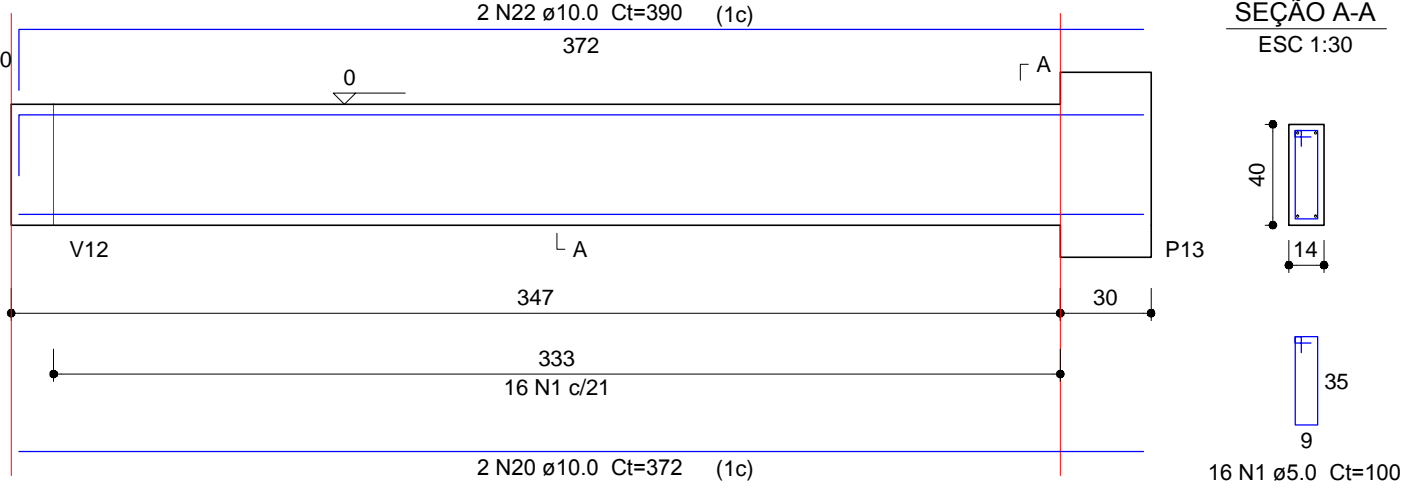 2 N22 ø10.0 Ct=390 (1c)
SEÇÃO A-A
ESC 1:30
372
0
A
0
40
14
V12
A
P13
347
30
333
16 N1 c/21
35
9
2 N20 ø10.0 Ct=372 (1c)
16 N1 ø5.0 Ct=100